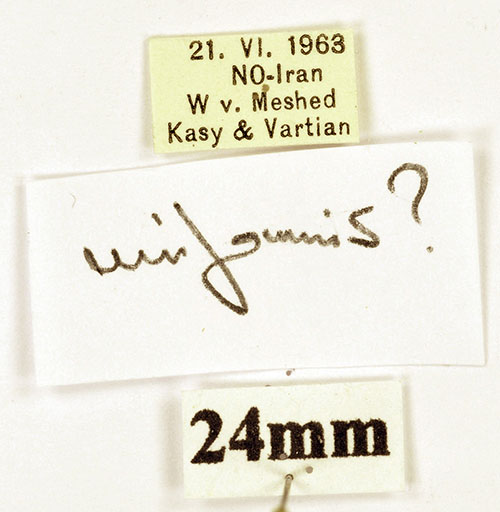 21. VI. 1963
NO-Iran
W v. Meshed
Kasy & Vartian
uniformis?
24mm